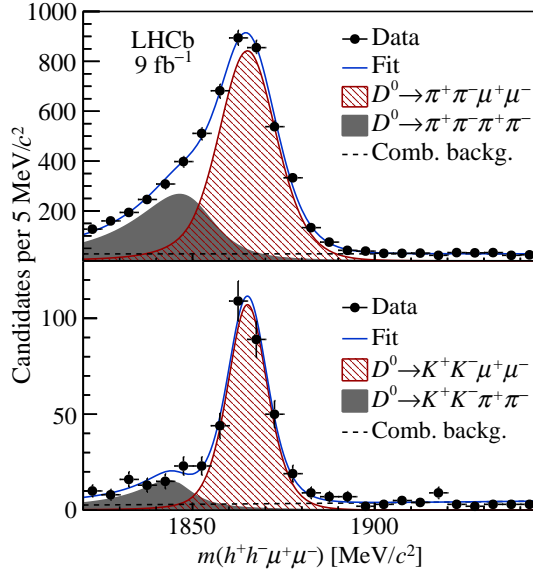 Candidates per 5 MeV/c²
1000
800
600
400
200
LHCb
9 fb⁻¹
Data
Fit
D⁰→π⁺π⁻μ⁺μ⁻
D⁰→π⁺π⁻π⁺π⁻
Comb. backg.
100
50
0
Data
Fit
D⁰→K⁺K⁻μ⁺μ⁻
D⁰→K⁺K⁻π⁺π⁻
Comb. backg.
1850
1900
m(h⁺h⁻μ⁺μ⁻) [MeV/c²]